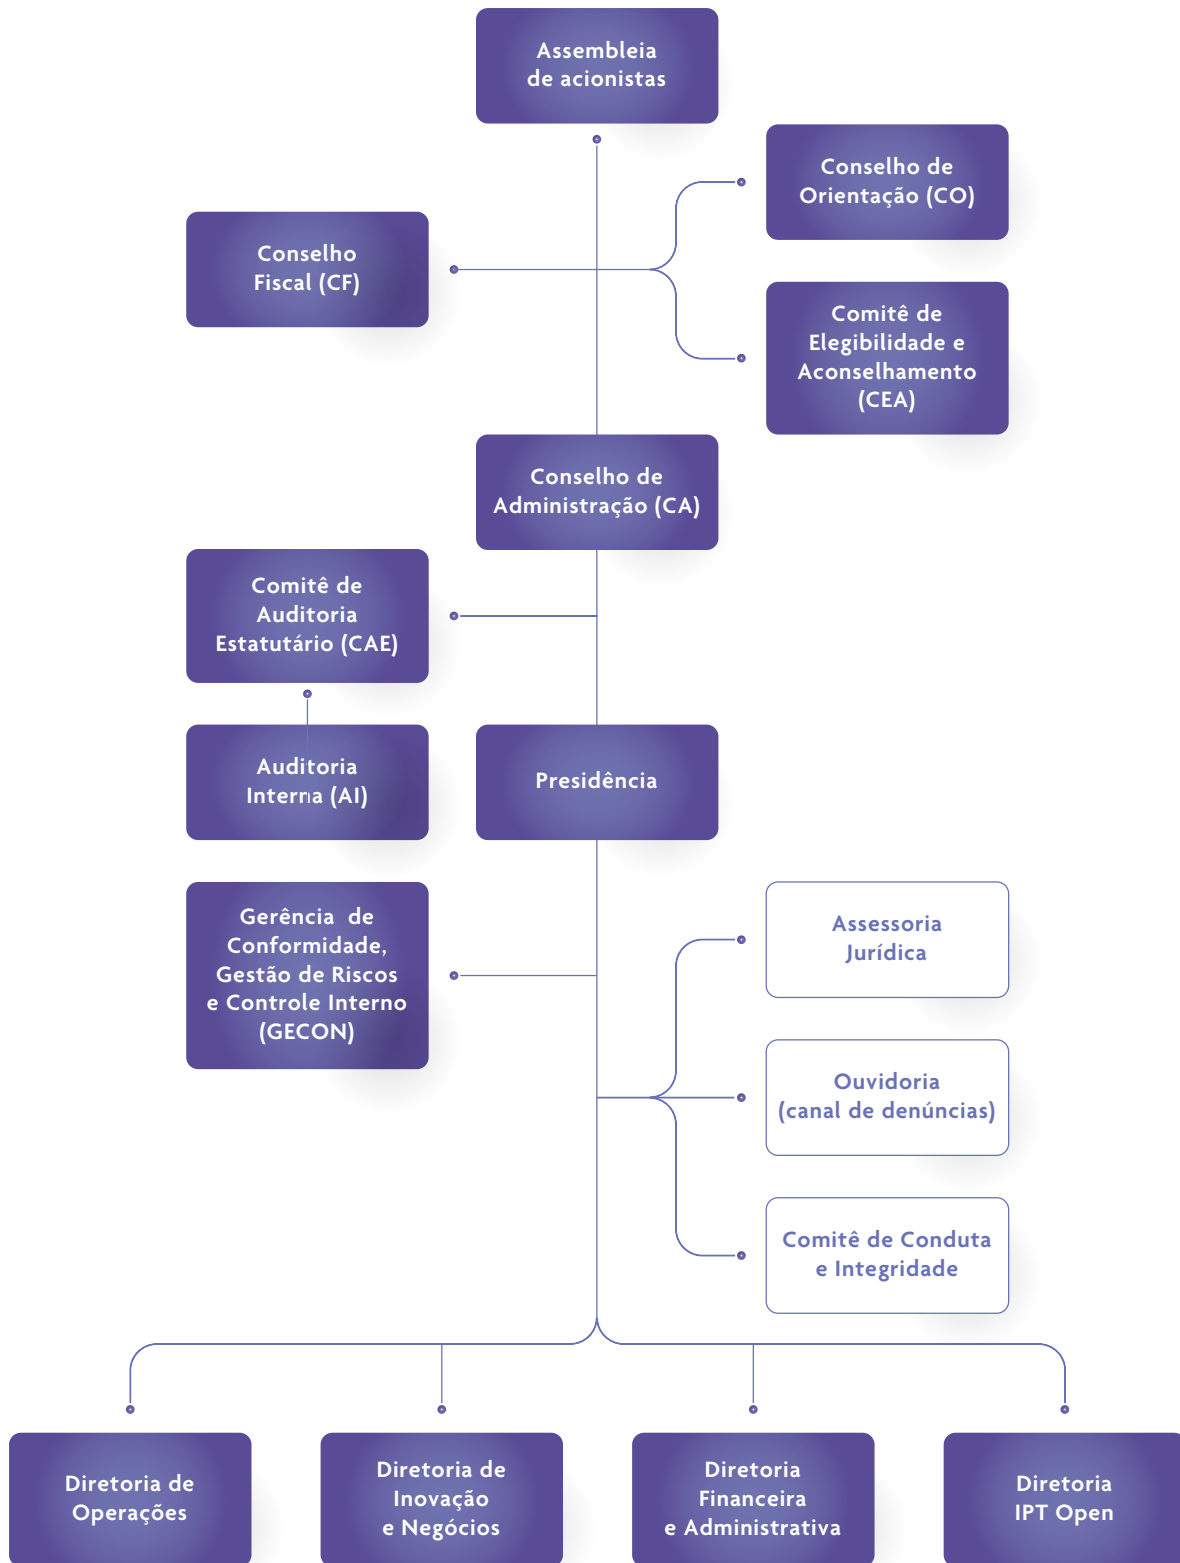 Assembleia
de acionistas
Conselho de
Orientação (CO)
Conselho
Fiscal (CF)
Comitê de
Elegibilidade e
Aconselhamento
(CEA)
Conselho de
Administração (CA)
Comitê de
Auditoria
Estatutário (CAE)
Auditoria
Interna (AI)
Presidência
Gerência de
Conformidade,
Gestão de Riscos
e Controle Interno
(GECON)
Assessoria
Jurídica
Ouvidoria
(canal de denúncias)
Comitê de Conduta
e Integridade
Diretoria de
Operações
Diretoria de
Inovação
e Negócios
Diretoria
Financeira
e Administrativa
Diretoria
IPT Open